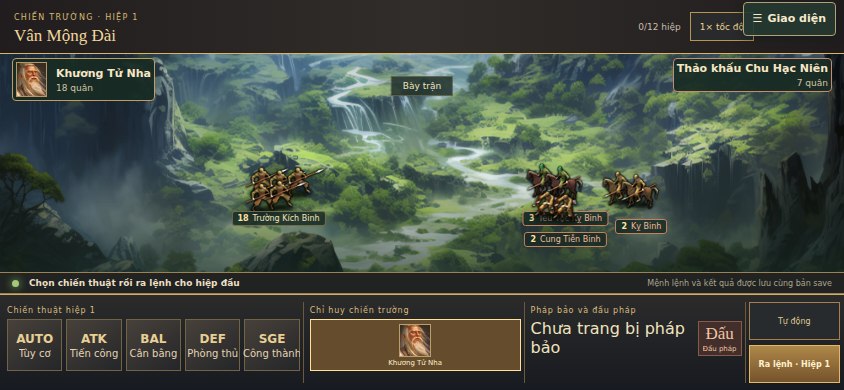 CHIẾN TRƯỜNG · HIỆP 1
Vân Mộng Đài
0/12 hiệp
1× tốc độ
☰ Giao diện
Khương Tử Nha
18 quân
Bày trận
Thảo khấu Chu Hạc Niên
7 quân
18 Trường Kích Binh
3
Kỵ Binh
2 Kỵ Binh
2 Cung Tiễn Binh
Chọn chiến thuật rồi ra lệnh cho hiệp đấu
Mệnh lệnh và kết quả được lưu cùng bản save
Chiến thuật hiệp 1
AUTO
Tùy cơ
ATK
Tiến công
BAL
Cân bằng
DEF
Phòng thủ
SGE
Công thành
Chỉ huy chiến trường
Khương Tử Nha
Pháp bảo và đấu pháp
Chưa trang bị pháp
bảo
Đấu
Đấu pháp
Tự động
Ra lệnh · Hiệp 1